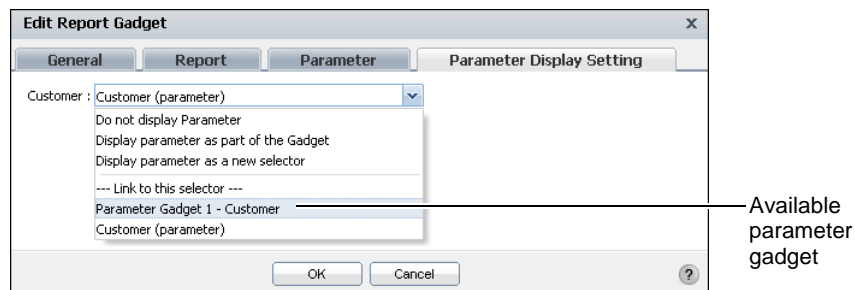 Edit Report Gadget x
General Report Parameter Parameter Display Setting
Customer : Customer (parameter)
Do not display Parameter
Display parameter as part of the Gadget
Display parameter as a new selector
--- Link to this selector ---
Parameter Gadget 1 - Customer
Customer (parameter)
Available
parameter
gadget
OK Cancel ?